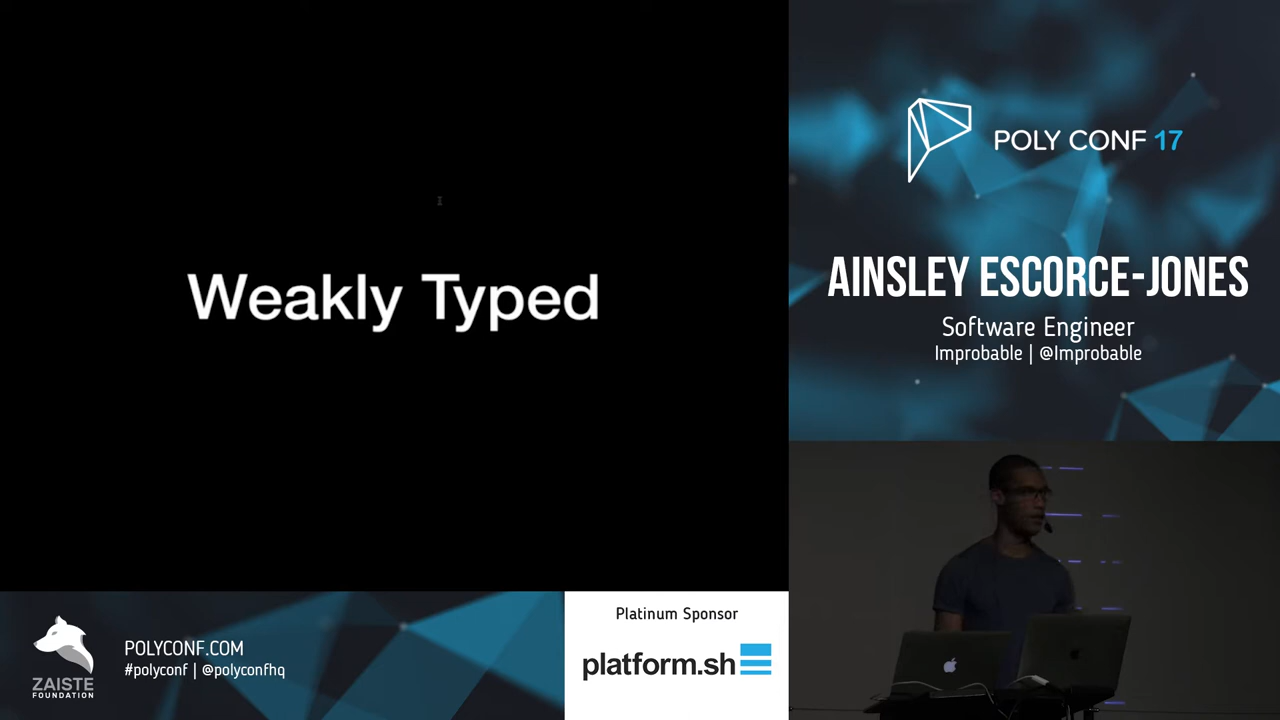 Weakly Typed
POLY CONF 17
AINSLEY ESCORCE-JONES
Software Engineer
Improbable | @Improbable
ZAISTE
FOUNDATION
POLYCONF.COM
#polyconf | @polyconfhq
Platinum Sponsor
platform.sh